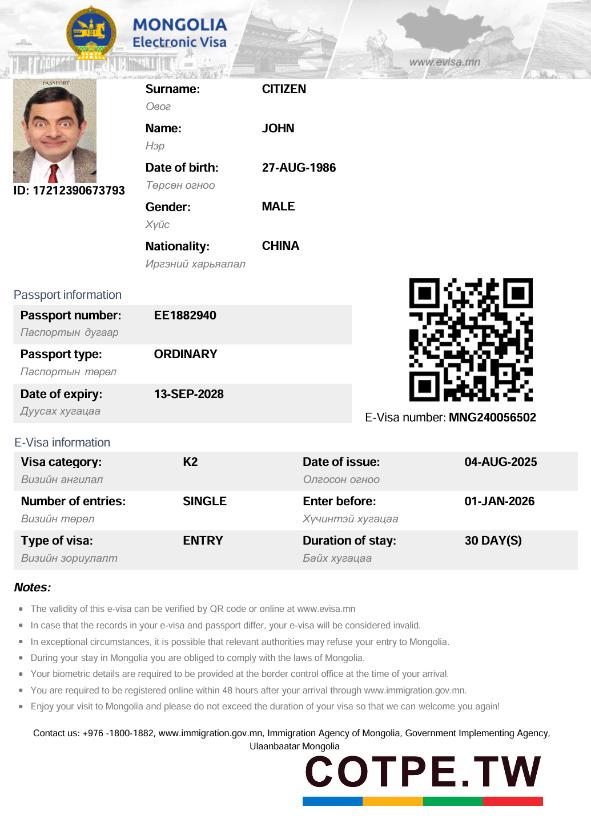 MONGOLIA
Electronic Visa
www.evisa.mn
PASSPORT
ID: 17212390673793
Surname: CITIZEN
Овог
Name: JOHN
Нэр
Date of birth: 27-AUG-1986
Төрсөн огноо
Gender: MALE
Хүйс
Nationality: CHINA
Иргэний харьяалал
Passport information
Passport number: EE1882940
Паспортын дугаар
Passport type: ORDINARY
Паспортын төрөл
Date of expiry: 13-SEP-2028
Дуусах хугацаа
E-Visa number: MNG240056502
E-Visa information
Visa category: K2 Date of issue: 04-AUG-2025
Визийн ангилал Олгосон огноо
Number of entries: SINGLE Enter before: 01-JAN-2026
Визийн төрөл Хүчинтэй хугацаа
Type of visa: ENTRY Duration of stay: 30 DAY(S)
Визийн зориулалт Байх хугацаа
Notes:
The validity of this e-visa can be verified by QR code or online at www.evisa.mn
In case that the records in your e-visa and passport differ, your e-visa will be considered invalid.
In exceptional circumstances, it is possible that relevant authorities may refuse your entry to Mongolia.
During your stay in Mongolia you are obliged to comply with the laws of Mongolia.
Your biometric details are required to be provided at the border control office at the time of your arrival.
You are required to be registered online within 48 hours after your arrival through www.immigration.gov.mn.
Enjoy your visit to Mongolia and please do not exceed the duration of your visa so that we can welcome you again!
Contact us: +976 -1800-1882, www.immigration.gov.mn, Immigration Agency of Mongolia, Government Implementing Agency,
Ulaanbaatar Mongolia
COTPE.TW